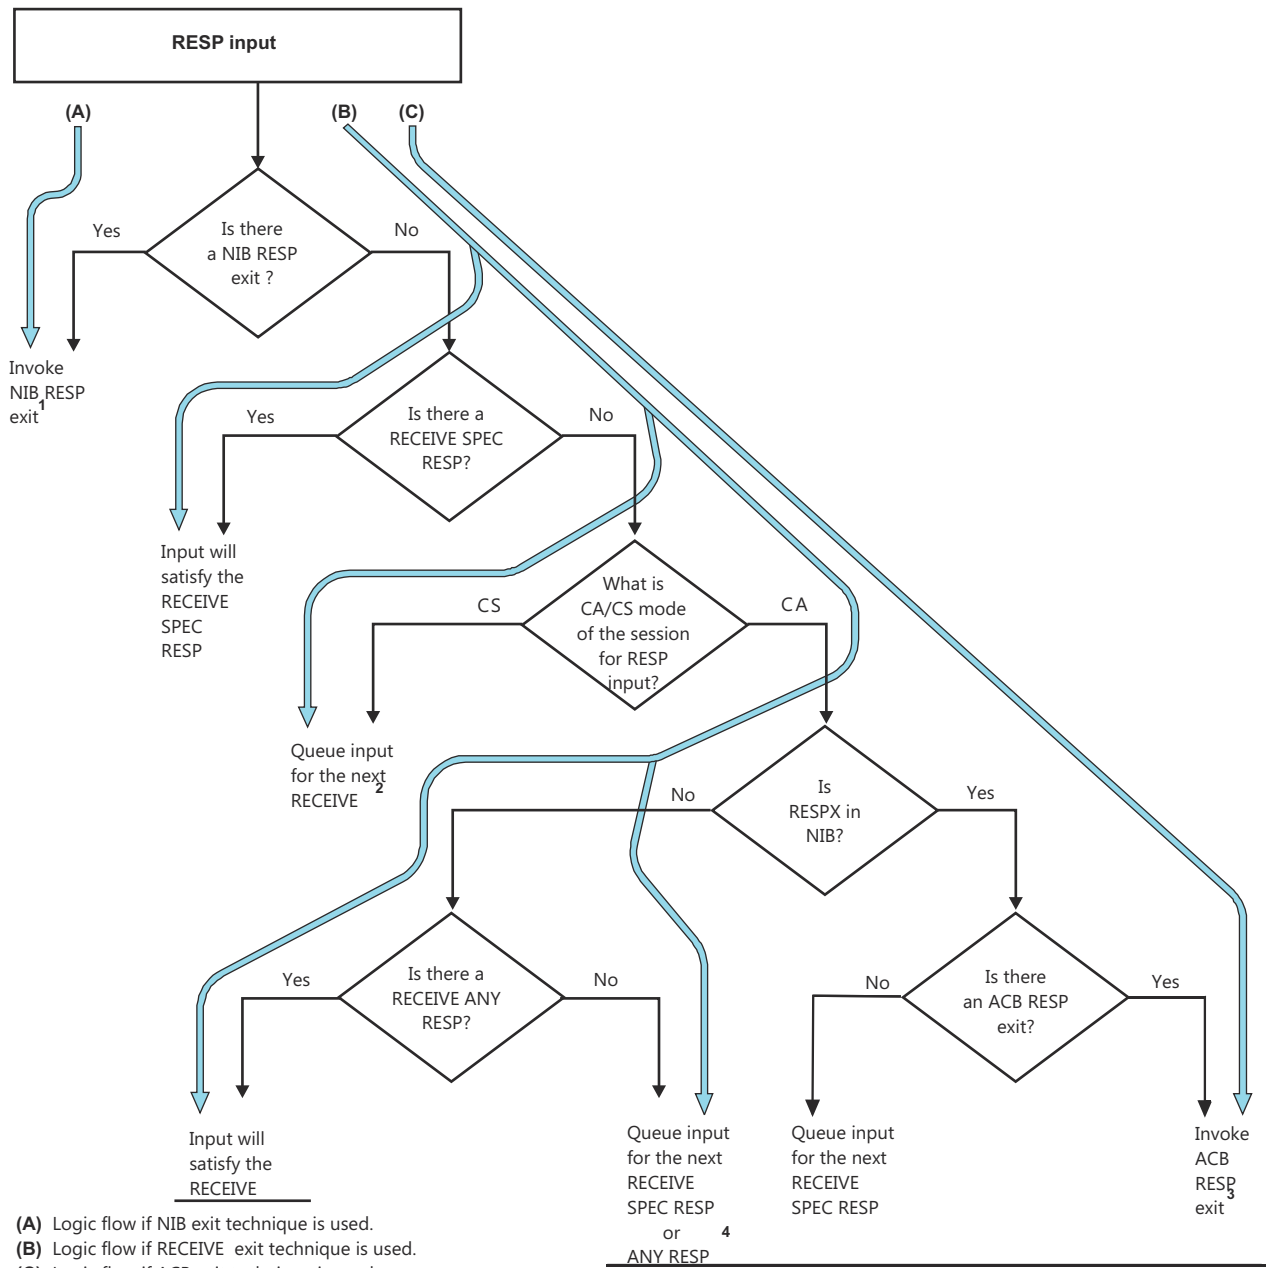 RESP input
(A)
(B)
(C)
Is there
a NIB RESP
exit ?
Yes
No
Invoke
NIB RESP
exit1
Is there a
RECEIVE SPEC
RESP?
Yes
No
Input will
satisfy the
RECEIVE
SPEC
RESP
What is
CA/CS mode
of the session
for RESP
input?
CS
CA
Queue input
for the next
RECEIVE 2
Is
RESPX in
NIB?
No
Yes
Is there a
RECEIVE ANY
RESP?
Yes
No
Is there
an ACB RESP
exit?
No
Yes
Input will
satisfy the
RECEIVE
Queue input
for the next
RECEIVE
SPEC RESP
or 4
ANY RESP
Queue input
for the next
RECEIVE
SPEC RESP
Invoke
ACB
RESP
exit3
(A) Logic flow if NIB exit technique is used.
(B) Logic flow if RECEIVE exit technique is used.